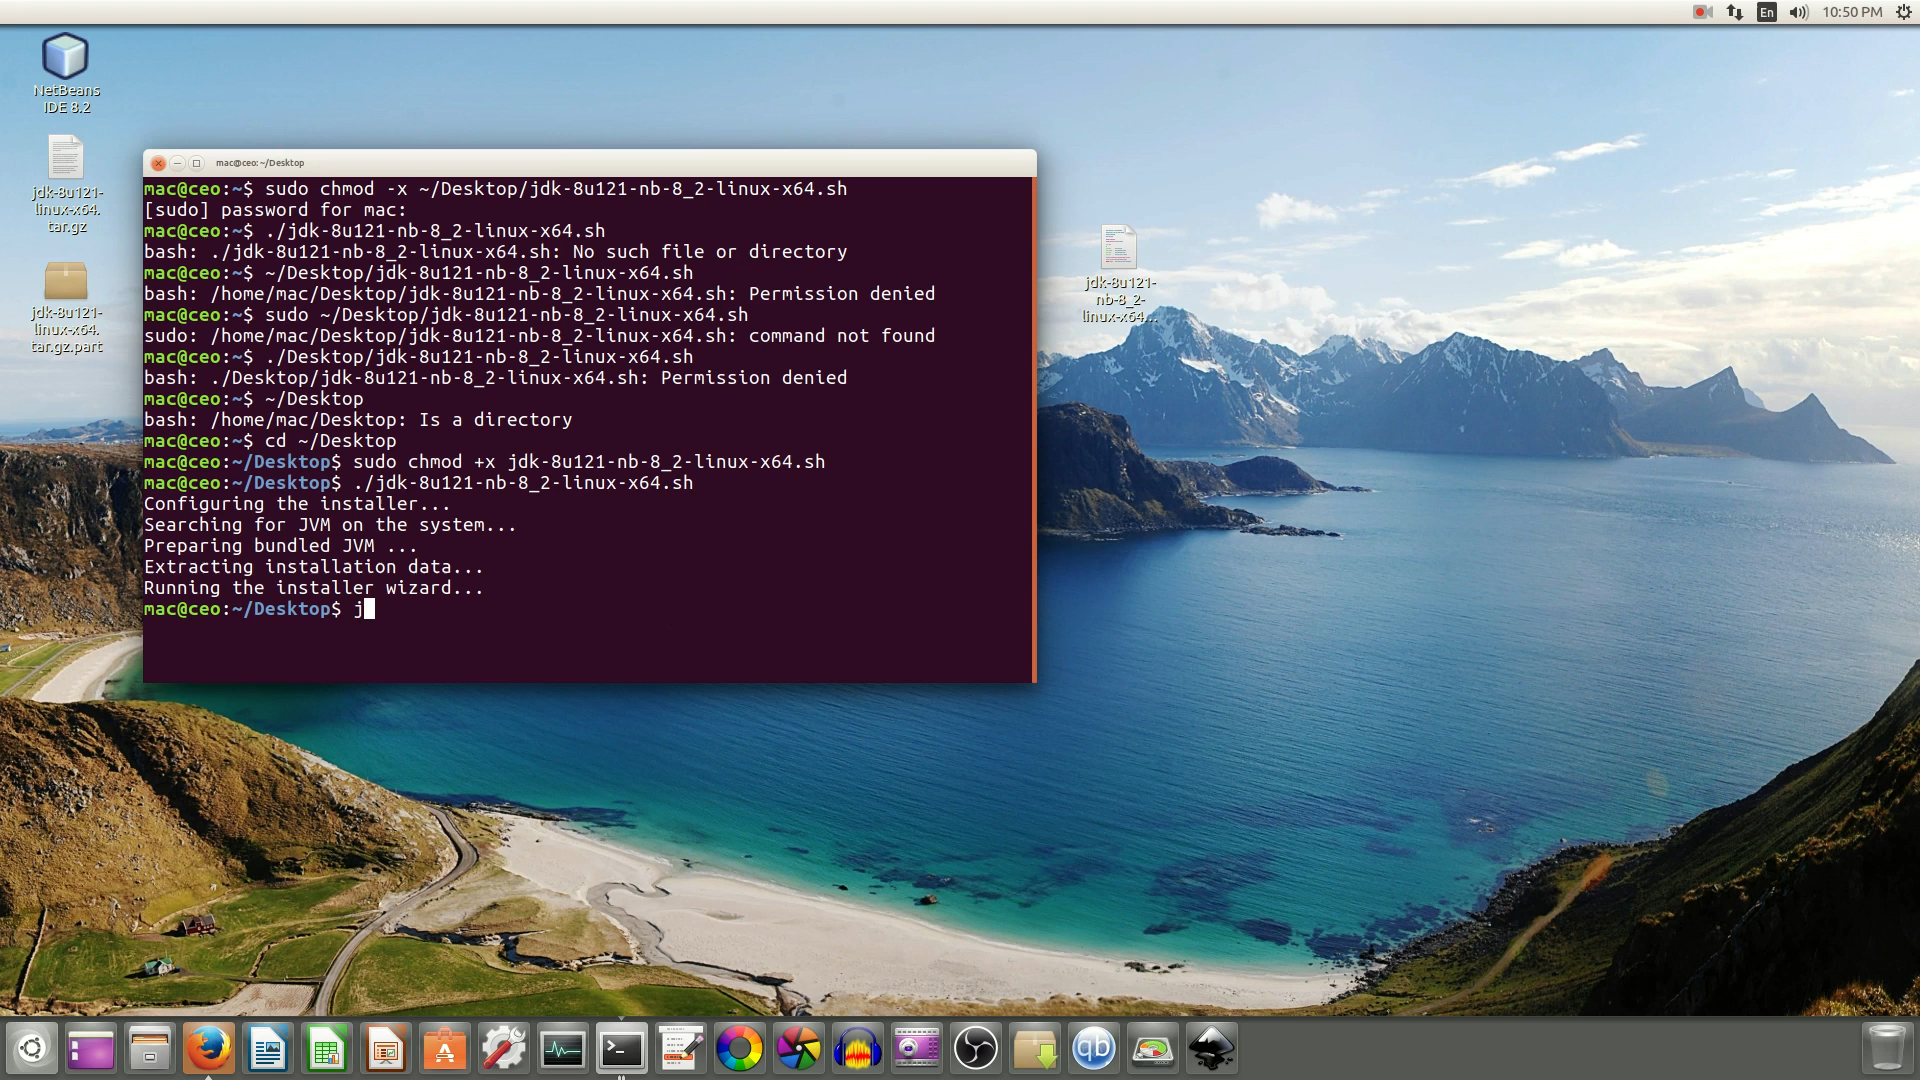 En
10:50 PM
NetBeans
IDE 8.2
jdk-8u121-
linux-x64.
tar.gz
jdk-8u121-
linux-x64.
tar.gz.part
mac@ceo: ~/Desktop
mac@ceo:~$ sudo chmod -x ~/Desktop/jdk-8u121-nb-8_2-linux-x64.sh
[sudo] password for mac:
mac@ceo:~$ ./jdk-8u121-nb-8_2-linux-x64.sh
bash: ./jdk-8u121-nb-8_2-linux-x64.sh: No such file or directory
mac@ceo:~$ ~/Desktop/jdk-8u121-nb-8_2-linux-x64.sh
bash: /home/mac/Desktop/jdk-8u121-nb-8_2-linux-x64.sh: Permission denied
mac@ceo:~$ sudo ~/Desktop/jdk-8u121-nb-8_2-linux-x64.sh
sudo: /home/mac/Desktop/jdk-8u121-nb-8_2-linux-x64.sh: command not found
mac@ceo:~$ ./Desktop/jdk-8u121-nb-8_2-linux-x64.sh
bash: ./Desktop/jdk-8u121-nb-8_2-linux-x64.sh: Permission denied
mac@ceo:~$ ~/Desktop
bash: /home/mac/Desktop: Is a directory
mac@ceo:~$ cd ~/Desktop
mac@ceo:~/Desktop$ sudo chmod +x jdk-8u121-nb-8_2-linux-x64.sh
mac@ceo:~/Desktop$ ./jdk-8u121-nb-8_2-linux-x64.sh
Configuring the installer...
Searching for JVM on the system...
Preparing bundled JVM ...
Extracting installation data...
Running the installer wizard...
mac@ceo:~/Desktop$ j
jdk-8u121-
nb-8_2-
linux-x64...
qb